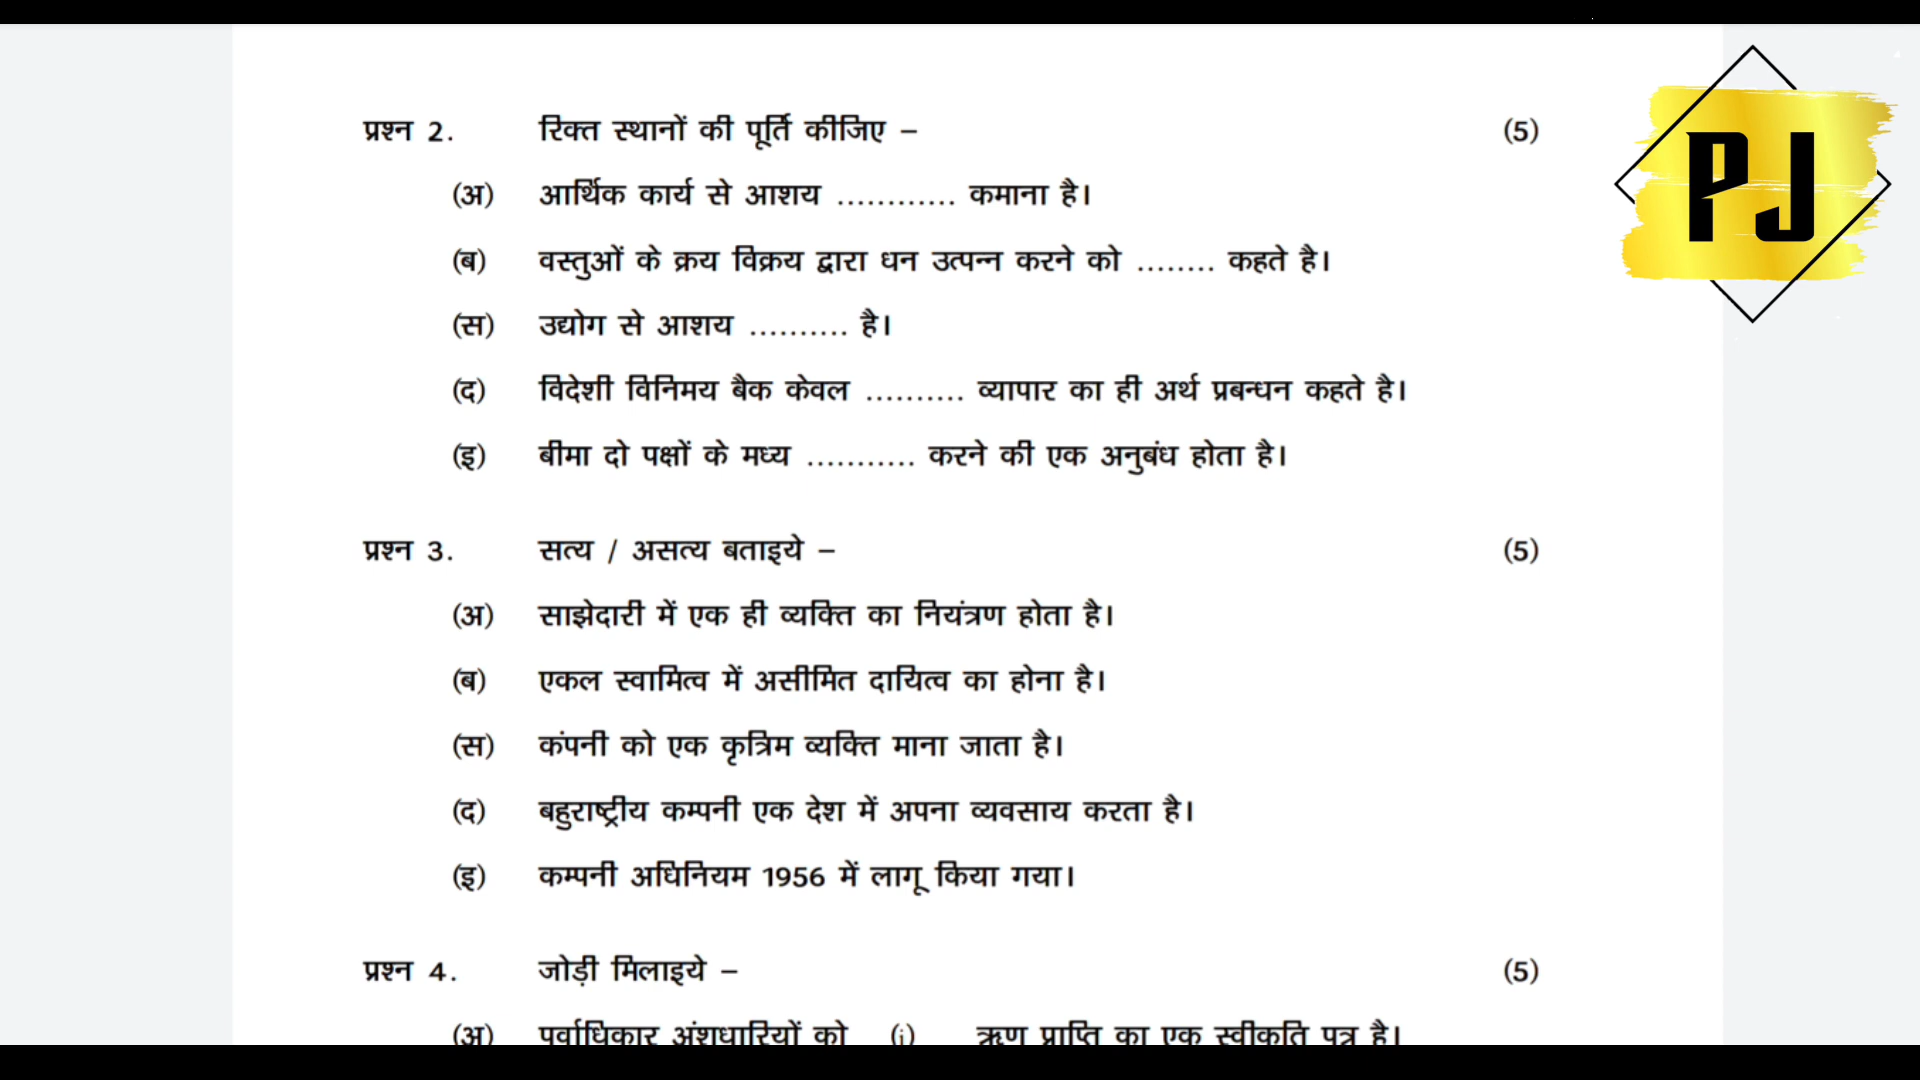 PJ
प्रश्न 2. रिक्त स्थानों की पूर्ति कीजिए – (5)
(अ) आर्थिक कार्य से आशय ............ कमाना है।
(ब) वस्तुओं के क्रय विक्रय द्वारा धन उत्पन्न करने को ........ कहते है।
(स) उद्योग से आशय .......... है।
(द) विदेशी विनिमय बैक केवल .......... व्यापार का ही अर्थ प्रबन्धन कहते है।
(इ) बीमा दो पक्षों के मध्य ........... करने की एक अनुबंध होता है।
प्रश्न 3. सत्य / असत्य बताइये – (5)
(अ) साझेदारी में एक ही व्यक्ति का नियंत्रण होता है।
(ब) एकल स्वामित्व में असीमित दायित्व का होना है।
(स) कंपनी को एक कृत्रिम व्यक्ति माना जाता है।
(द) बहुराष्ट्रीय कम्पनी एक देश में अपना व्यवसाय करता है।
(इ) कम्पनी अधिनियम 1956 में लागू किया गया।
प्रश्न 4. जोड़ी मिलाइये – (5)
(अ) पूर्वाधिकार अंशधारियों को (i) ऋण प्राप्ति का एक स्वीकृति पत्र है।